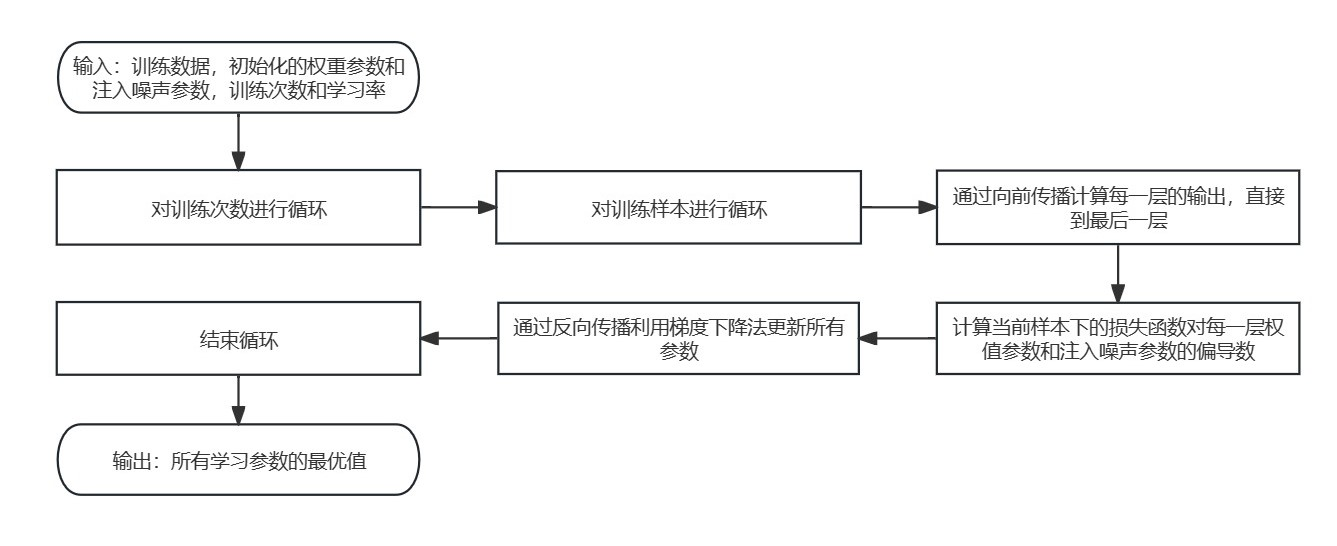 输入：训练数据，初始化的权重参数和
注入噪声参数，训练次数和学习率
对训练次数进行循环
对训练样本进行循环
通过向前传播计算每一层的输出，直接
到最后一层
计算当前样本下的损失函数对每一层权
值参数和注入噪声参数的偏导数
通过反向传播利用梯度下降法更新所有
参数
结束循环
输出：所有学习参数的最优值